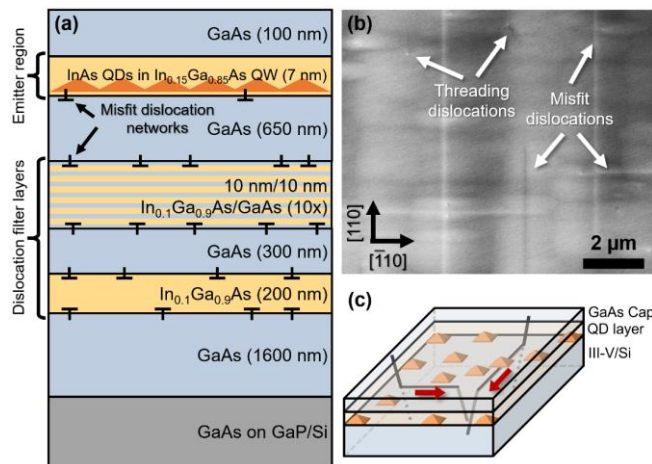 (a)
GaAs (100 nm)
Emitter region
InAs QDs in In0.15Ga0.85As QW (7 nm)
Misfit dislocation
networks
GaAs (650 nm)
Dislocation filter layers
10 nm/10 nm
In0.1Ga0.9As/GaAs (10x)
GaAs (300 nm)
In0.1Ga0.9As (200 nm)
GaAs (1600 nm)
GaAs on GaP/Si
(b)
Threading
dislocations
Misfit
dislocations
[110]
[1̄10]
2 μm
(c)
GaAs Cap
QD layer
III-V/Si